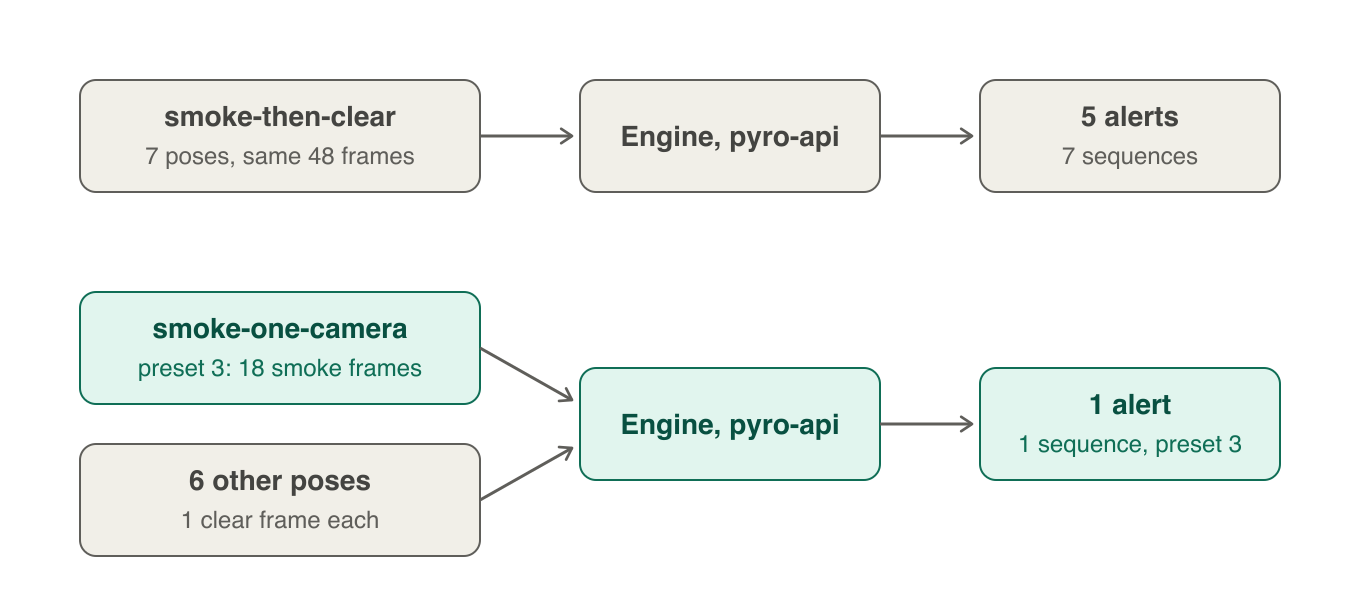 smoke-then-clear
7 poses, same 48 frames
Engine, pyro-api
5 alerts
7 sequences
smoke-one-camera
preset 3: 18 smoke frames
6 other poses
1 clear frame each
Engine, pyro-api
1 alert
1 sequence, preset 3